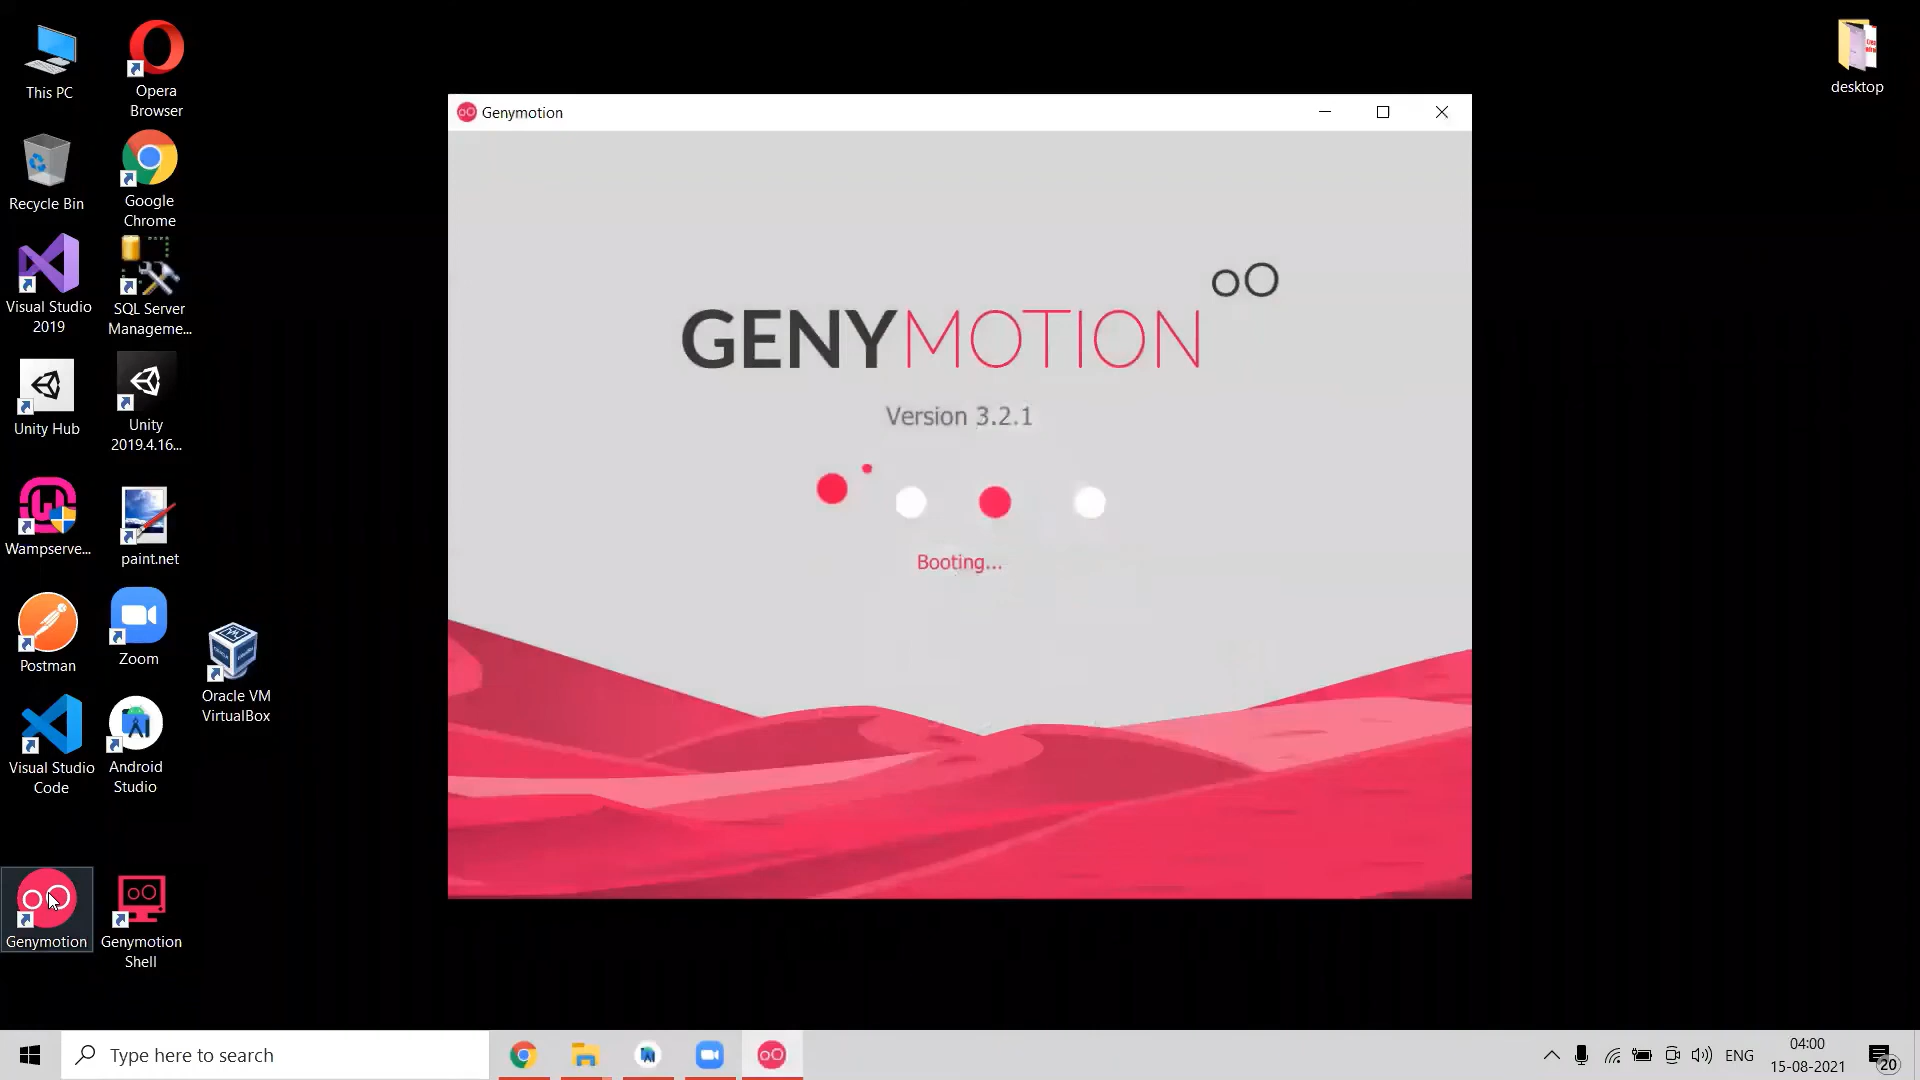 This PC
Opera
Browser
desktop
Recycle Bin
Google
Chrome
Visual Studio
2019
SQL Server
Manageme...
Unity Hub
Unity
2019.4.16...
Wampserve...
paint.net
Postman
Zoom
Oracle VM
VirtualBox
Visual Studio
Code
Android
Studio
Genymotion
Genymotion
Shell
Genymotion
GENYMOTION
Version 3.2.1
Booting...
Type here to search
ENG
04:00
15-08-2021
20